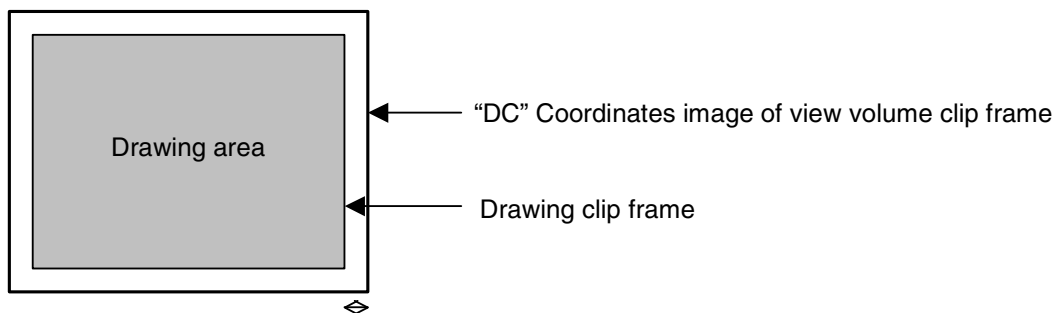 “DC” Coordinates image of view volume clip frame
Drawing area
Drawing clip frame